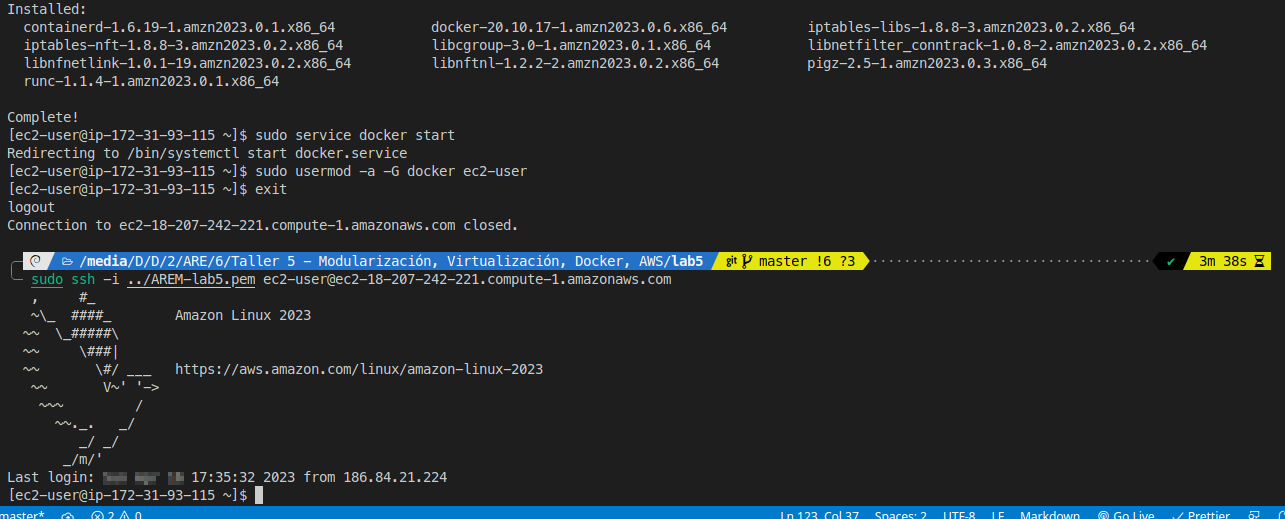 Installed:
containerd-1.6.19-1.amzn2023.0.1.x86_64 docker-20.10.17-1.amzn2023.0.6.x86_64 iptables-libs-1.8.8-3.amzn2023.0.2.x86_64
iptables-nft-1.8.8-3.amzn2023.0.2.x86_64 libcgroup-3.0-1.amzn2023.0.1.x86_64 libnetfilter_conntrack-1.0.8-2.amzn2023.0.2.x86_64
libnfnetlink-1.0.1-19.amzn2023.0.2.x86_64 libnftnl-1.2.2-2.amzn2023.0.2.x86_64 pigz-2.5-1.amzn2023.0.3.x86_64
runc-1.1.4-1.amzn2023.0.1.x86_64
Complete!
[ec2-user@ip-172-31-93-115 ~]$ sudo service docker start
Redirecting to /bin/systemctl start docker.service
[ec2-user@ip-172-31-93-115 ~]$ sudo usermod -a -G docker ec2-user
[ec2-user@ip-172-31-93-115 ~]$ exit
logout
Connection to ec2-18-207-242-221.compute-1.amazonaws.com closed.
/media/D/D/2/ARE/6/Taller 5 - Modularización, Virtualización, Docker, AWS/lab5 git master !6 ?3 ✔ 3m 38s
sudo ssh -i ../AREM-lab5.pem ec2-user@ec2-18-207-242-221.compute-1.amazonaws.com
   ,     #_
   ~\_  ####_        Amazon Linux 2023
  ~~  \_#####\
  ~~     \###|
  ~~       \#/ ___   https://aws.amazon.com/linux/amazon-linux-2023
   ~~       V~' '->
    ~~~         /
      ~~._.   _/
         _/ _/
       _/m/'
Last login: 17:35:32 2023 from 186.84.21.224
[ec2-user@ip-172-31-93-115 ~]$
master* 2 0 Ln 123, Col 37 Spaces: 2 UTF-8 LF Markdown Go Live Prettier